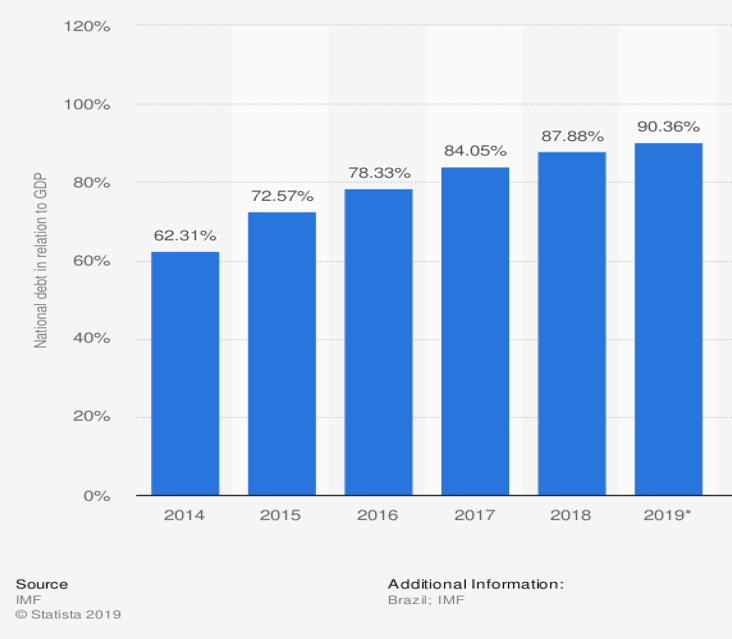 120%
100%
80%
60%
40%
20%
0%
National debt in relation to GDP
62.31%
72.57%
78.33%
84.05%
87.88%
90.36%
2014 2015 2016 2017 2018 2019*
Source
IMF
© Statista 2019
Additional Information:
Brazil; IMF